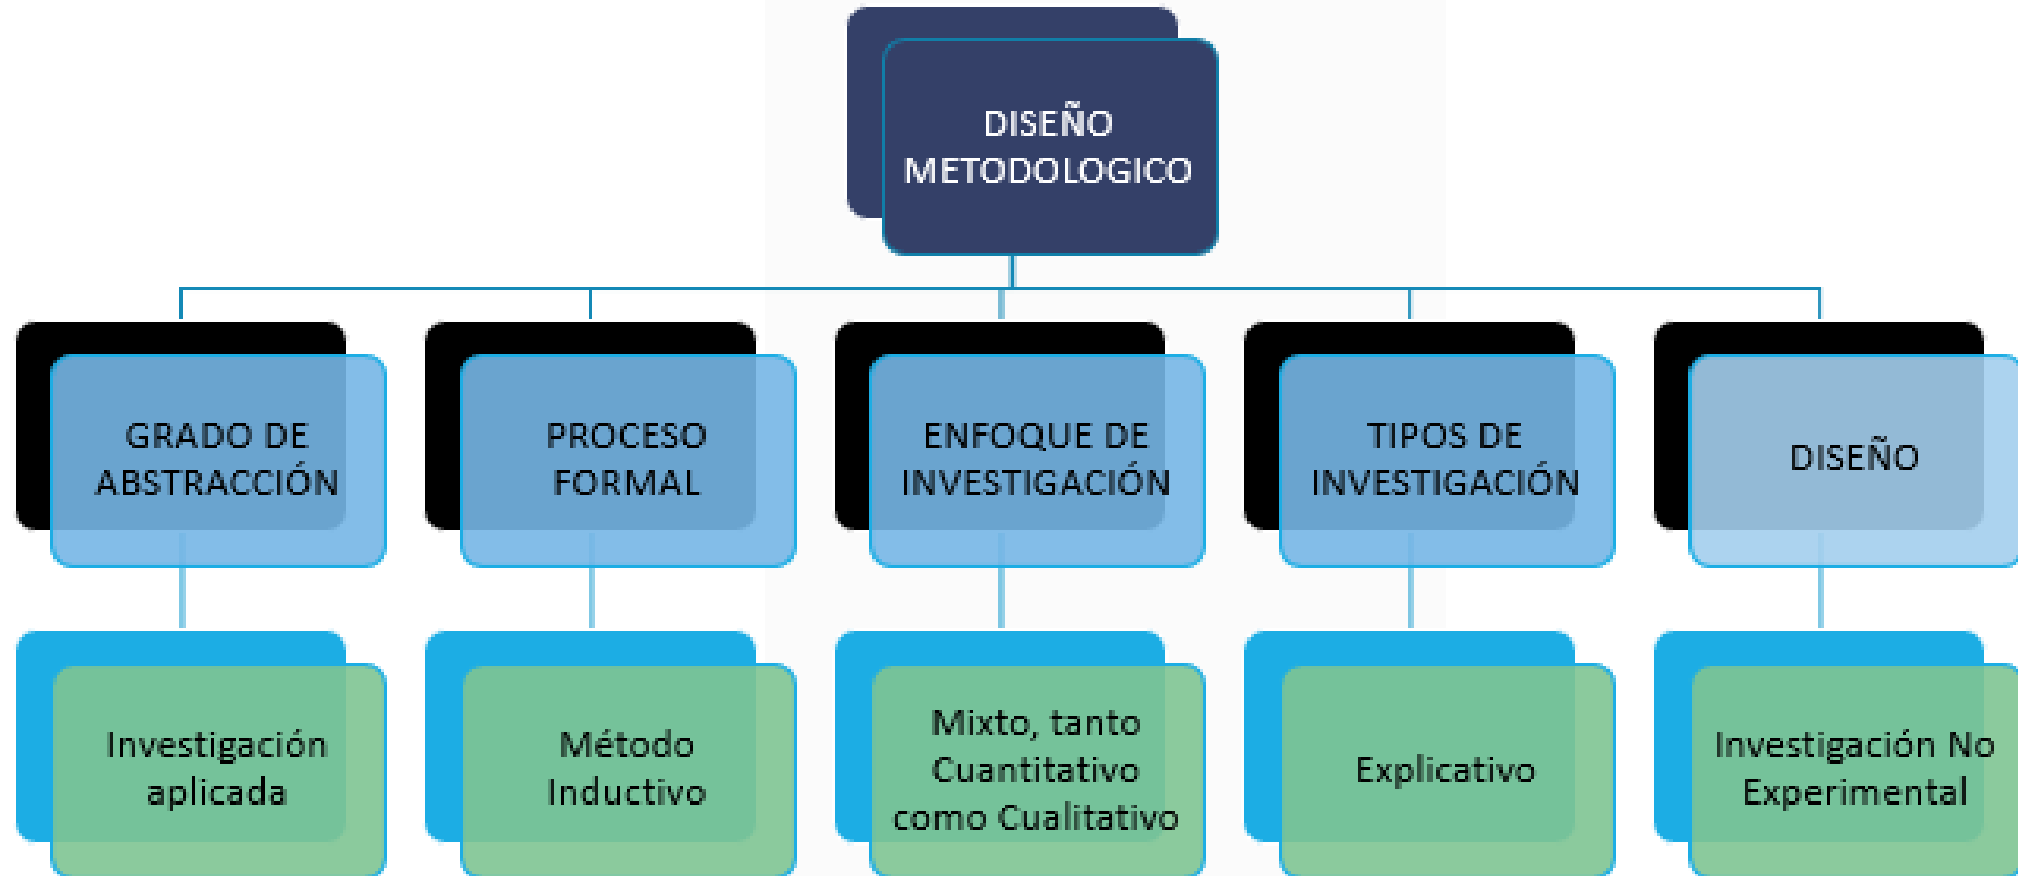 DISEÑO
METODOLOGICO
GRADO DE
ABSTRACCIÓN
PROCESO
FORMAL
ENFOQUE DE
INVESTIGACIÓN
TIPOS DE
INVESTIGACIÓN
DISEÑO
Investigación
aplicada
Método
Inductivo
Mixto, tanto
Cuantitativo
como Cualitativo
Explicativo
Investigación No
Experimental